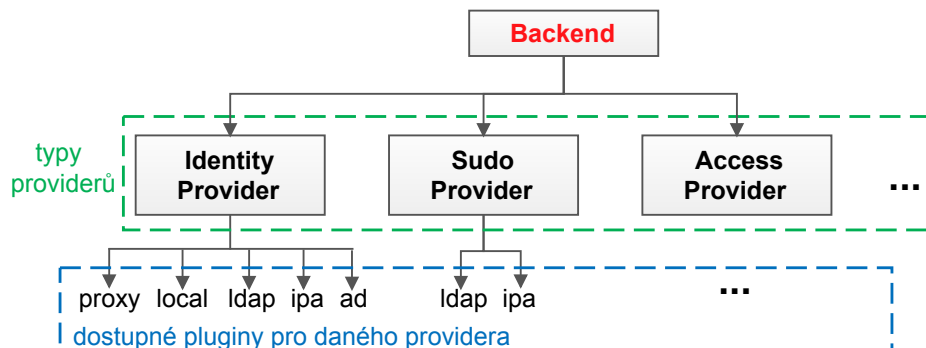 Backend
typy
providerů
Identity
Provider
Sudo
Provider
Access
Provider
...
proxy local ldap ipa ad
ldap ipa
...
dostupné pluginy pro daného providera